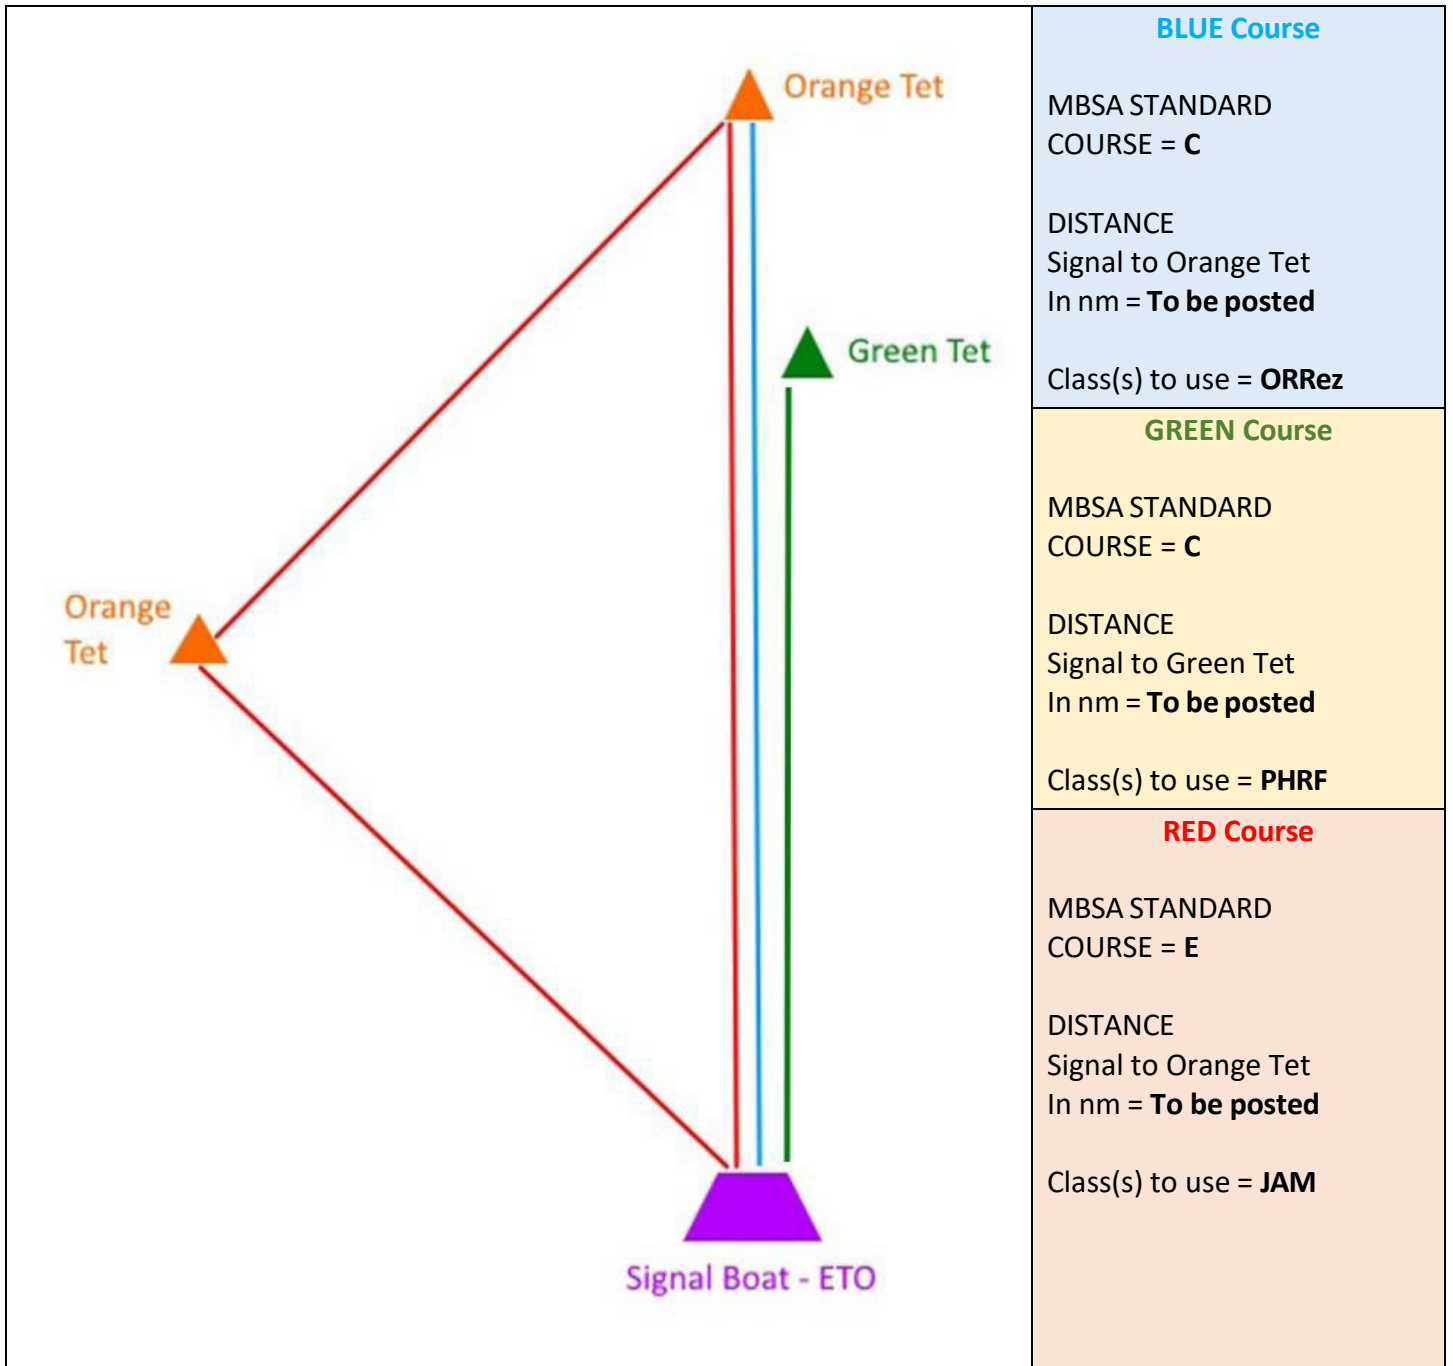 Orange Tet
Green Tet
Orange
Tet
Signal Boat - ETO
BLUE Course
MBSA STANDARD
COURSE = C
DISTANCE
Signal to Orange Tet
In nm = To be posted
Class(s) to use = ORRez
GREEN Course
MBSA STANDARD
COURSE = C
DISTANCE
Signal to Green Tet
In nm = To be posted
Class(s) to use = PHRF
RED Course
MBSA STANDARD
COURSE = E
DISTANCE
Signal to Orange Tet
In nm = To be posted
Class(s) to use = JAM